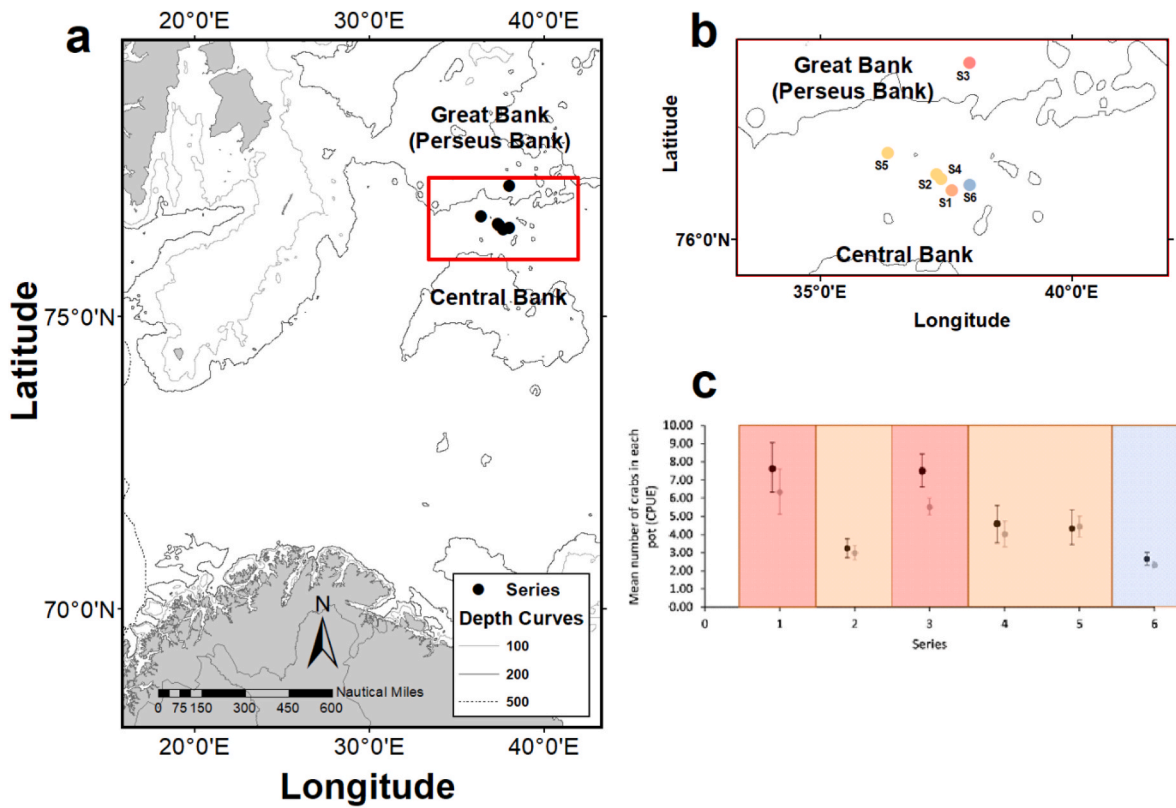 a
20°0'E 30°0'E 40°0'E
Great Bank
(Perseus Bank)
Central Bank
75°0'N
70°0'N
Latitude
N
Series
Depth Curves
100
200
500
Nautical Miles
0 75 150 300 450 600
20°0'E 30°0'E 40°0'E
Longitude
b
Great Bank
(Perseus Bank)
S3
S5
S4
S2
S1
S6
Central Bank
Latitude
76°0'N
35°0'E 40°0'E
Longitude
c
Mean number of crabs in each
pot (CPUE)
10.00
9.00
8.00
7.00
6.00
5.00
4.00
3.00
2.00
1.00
0.00
0 1 2 3 4 5 6
Series